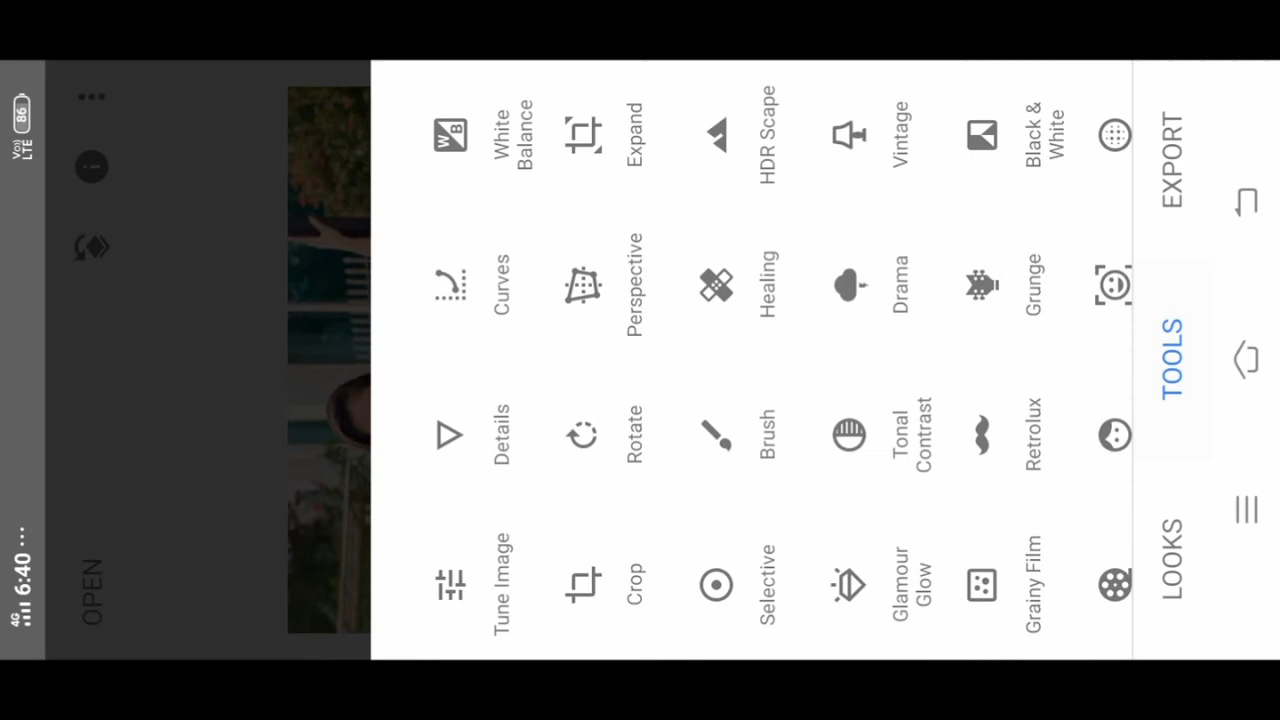 4G 6:40 ...
Vo)) LTE 86
OPEN
Tune Image
Details
Curves
White
Balance
Crop
Rotate
Perspective
Expand
Selective
Brush
Healing
HDR Scape
Glamour
Glow
Tonal
Contrast
Drama
Vintage
Grainy Film
Retrolux
Grunge
Black &
White
LOOKS
TOOLS
EXPORT